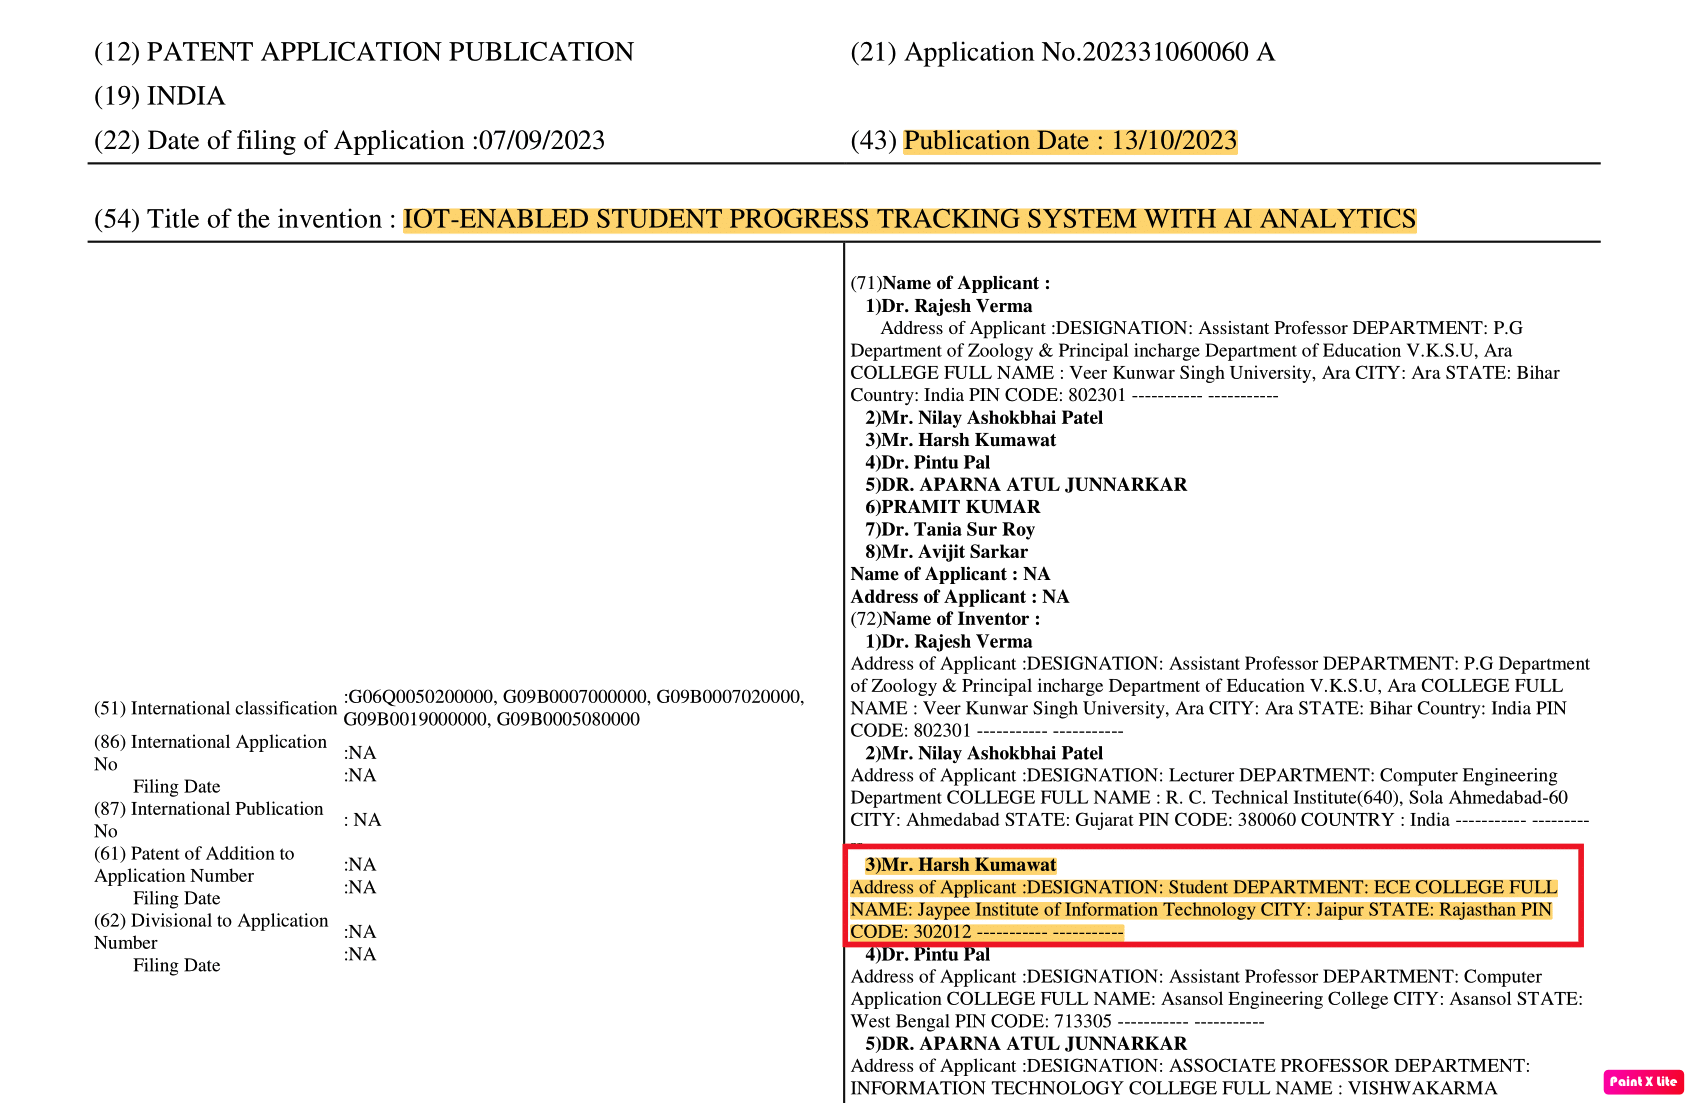 (12) PATENT APPLICATION PUBLICATION
(21) Application No.202331060060 A
(19) INDIA
(22) Date of filing of Application :07/09/2023
(43) Publication Date : 13/10/2023
(54) Title of the invention : IOT-ENABLED STUDENT PROGRESS TRACKING SYSTEM WITH AI ANALYTICS
(51) International classification
:G06Q0050200000, G09B0007000000, G09B0007020000,
G09B0019000000, G09B0005080000
(86) International Application
No
:NA
Filing Date
:NA
(87) International Publication
No
: NA
(61) Patent of Addition to
Application Number
:NA
Filing Date
:NA
(62) Divisional to Application
Number
:NA
Filing Date
:NA
(71)Name of Applicant :
1)Dr. Rajesh Verma
Address of Applicant :DESIGNATION: Assistant Professor DEPARTMENT: P.G
Department of Zoology & Principal incharge Department of Education V.K.S.U, Ara
COLLEGE FULL NAME : Veer Kunwar Singh University, Ara CITY: Ara STATE: Bihar
Country: India PIN CODE: 802301 ----------- -----------
2)Mr. Nilay Ashokbhai Patel
3)Mr. Harsh Kumawat
4)Dr. Pintu Pal
5)DR. APARNA ATUL JUNNARKAR
6)PRAMIT KUMAR
7)Dr. Tania Sur Roy
8)Mr. Avijit Sarkar
Name of Applicant : NA
Address of Applicant : NA
(72)Name of Inventor :
1)Dr. Rajesh Verma
Address of Applicant :DESIGNATION: Assistant Professor DEPARTMENT: P.G Department
of Zoology & Principal incharge Department of Education V.K.S.U, Ara COLLEGE FULL
NAME : Veer Kunwar Singh University, Ara CITY: Ara STATE: Bihar Country: India PIN
CODE: 802301 ----------- -----------
2)Mr. Nilay Ashokbhai Patel
Address of Applicant :DESIGNATION: Lecturer DEPARTMENT: Computer Engineering
Department COLLEGE FULL NAME : R. C. Technical Institute(640), Sola Ahmedabad-60
CITY: Ahmedabad STATE: Gujarat PIN CODE: 380060 COUNTRY : India ----------- ---------
--
3)Mr. Harsh Kumawat
Address of Applicant :DESIGNATION: Student DEPARTMENT: ECE COLLEGE FULL
NAME: Jaypee Institute of Information Technology CITY: Jaipur STATE: Rajasthan PIN
CODE: 302012 ----------- -----------
4)Dr. Pintu Pal
Address of Applicant :DESIGNATION: Assistant Professor DEPARTMENT: Computer
Application COLLEGE FULL NAME: Asansol Engineering College CITY: Asansol STATE:
West Bengal PIN CODE: 713305 ----------- -----------
5)DR. APARNA ATUL JUNNARKAR
Address of Applicant :DESIGNATION: ASSOCIATE PROFESSOR DEPARTMENT:
INFORMATION TECHNOLOGY COLLEGE FULL NAME : VISHWAKARMA
Paint X Lite